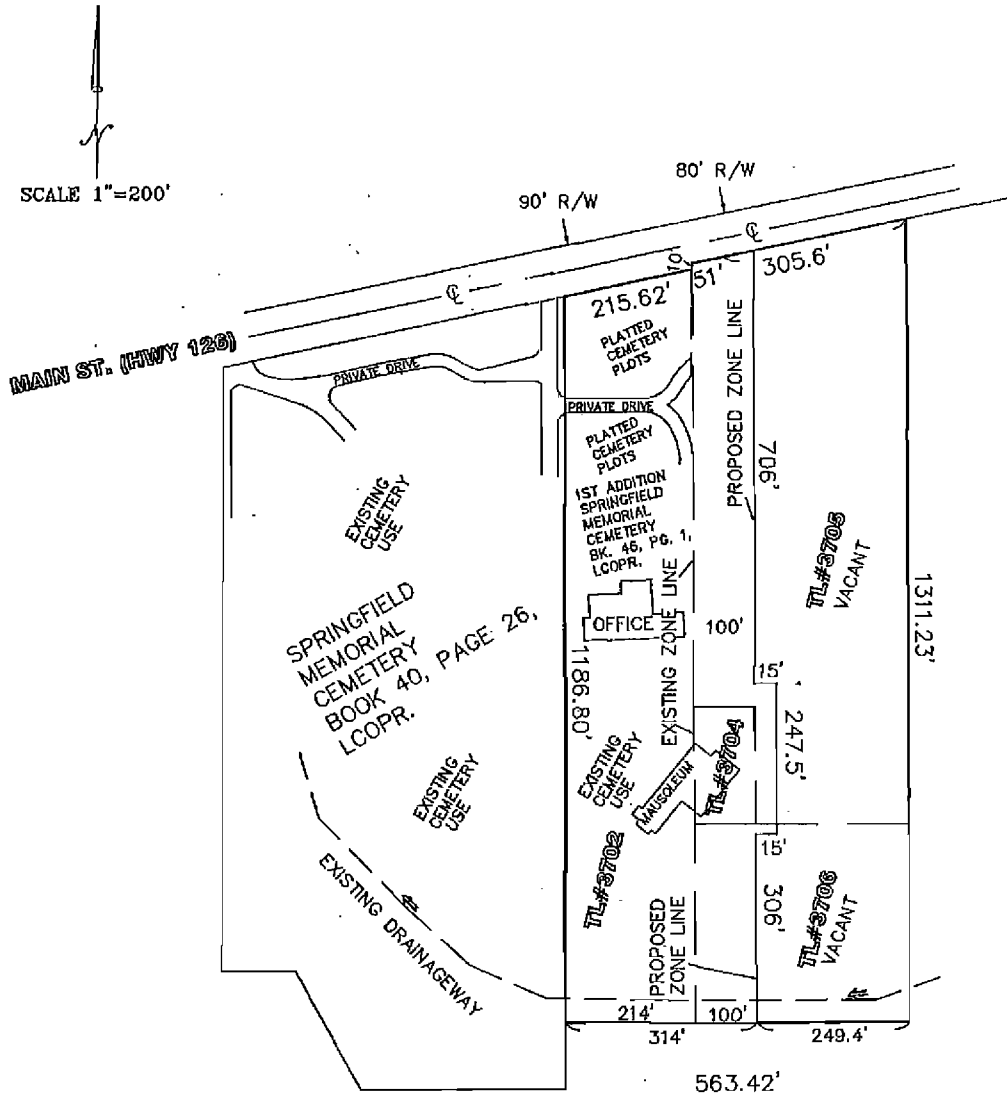 N
SCALE 1"=200'
90' R/W
80' R/W
℄
℄
MAIN ST. (HWY 126)
PRIVATE DRIVE
10'
51'
305.6'
215.62'
PLATTED
CEMETERY
PLOTS
PRIVATE DRIVE
PROPOSED ZONE LINE
PLATTED
CEMETERY
PLOTS
706'
1ST ADDITION
SPRINGFIELD
MEMORIAL
CEMETERY
BK. 46, PG. 1,
LCOPR.
EXISTING
CEMETERY
USE
TL#3705
VACANT
1311.23'
SPRINGFIELD
MEMORIAL
CEMETERY
BOOK 40, PAGE 26,
LCOPR.
OFFICE
EXISTING ZONE LINE
100'
1186.80'
15'
247.5'
EXISTING
CEMETERY
USE
MAUSOLEUM
TL#3704
EXISTING
CEMETERY
USE
15'
TL#3702
EXISTING DRAINAGEWAY
306'
TL#3706
VACANT
PROPOSED
ZONE LINE
214'
100'
314'
249.4'
563.42'